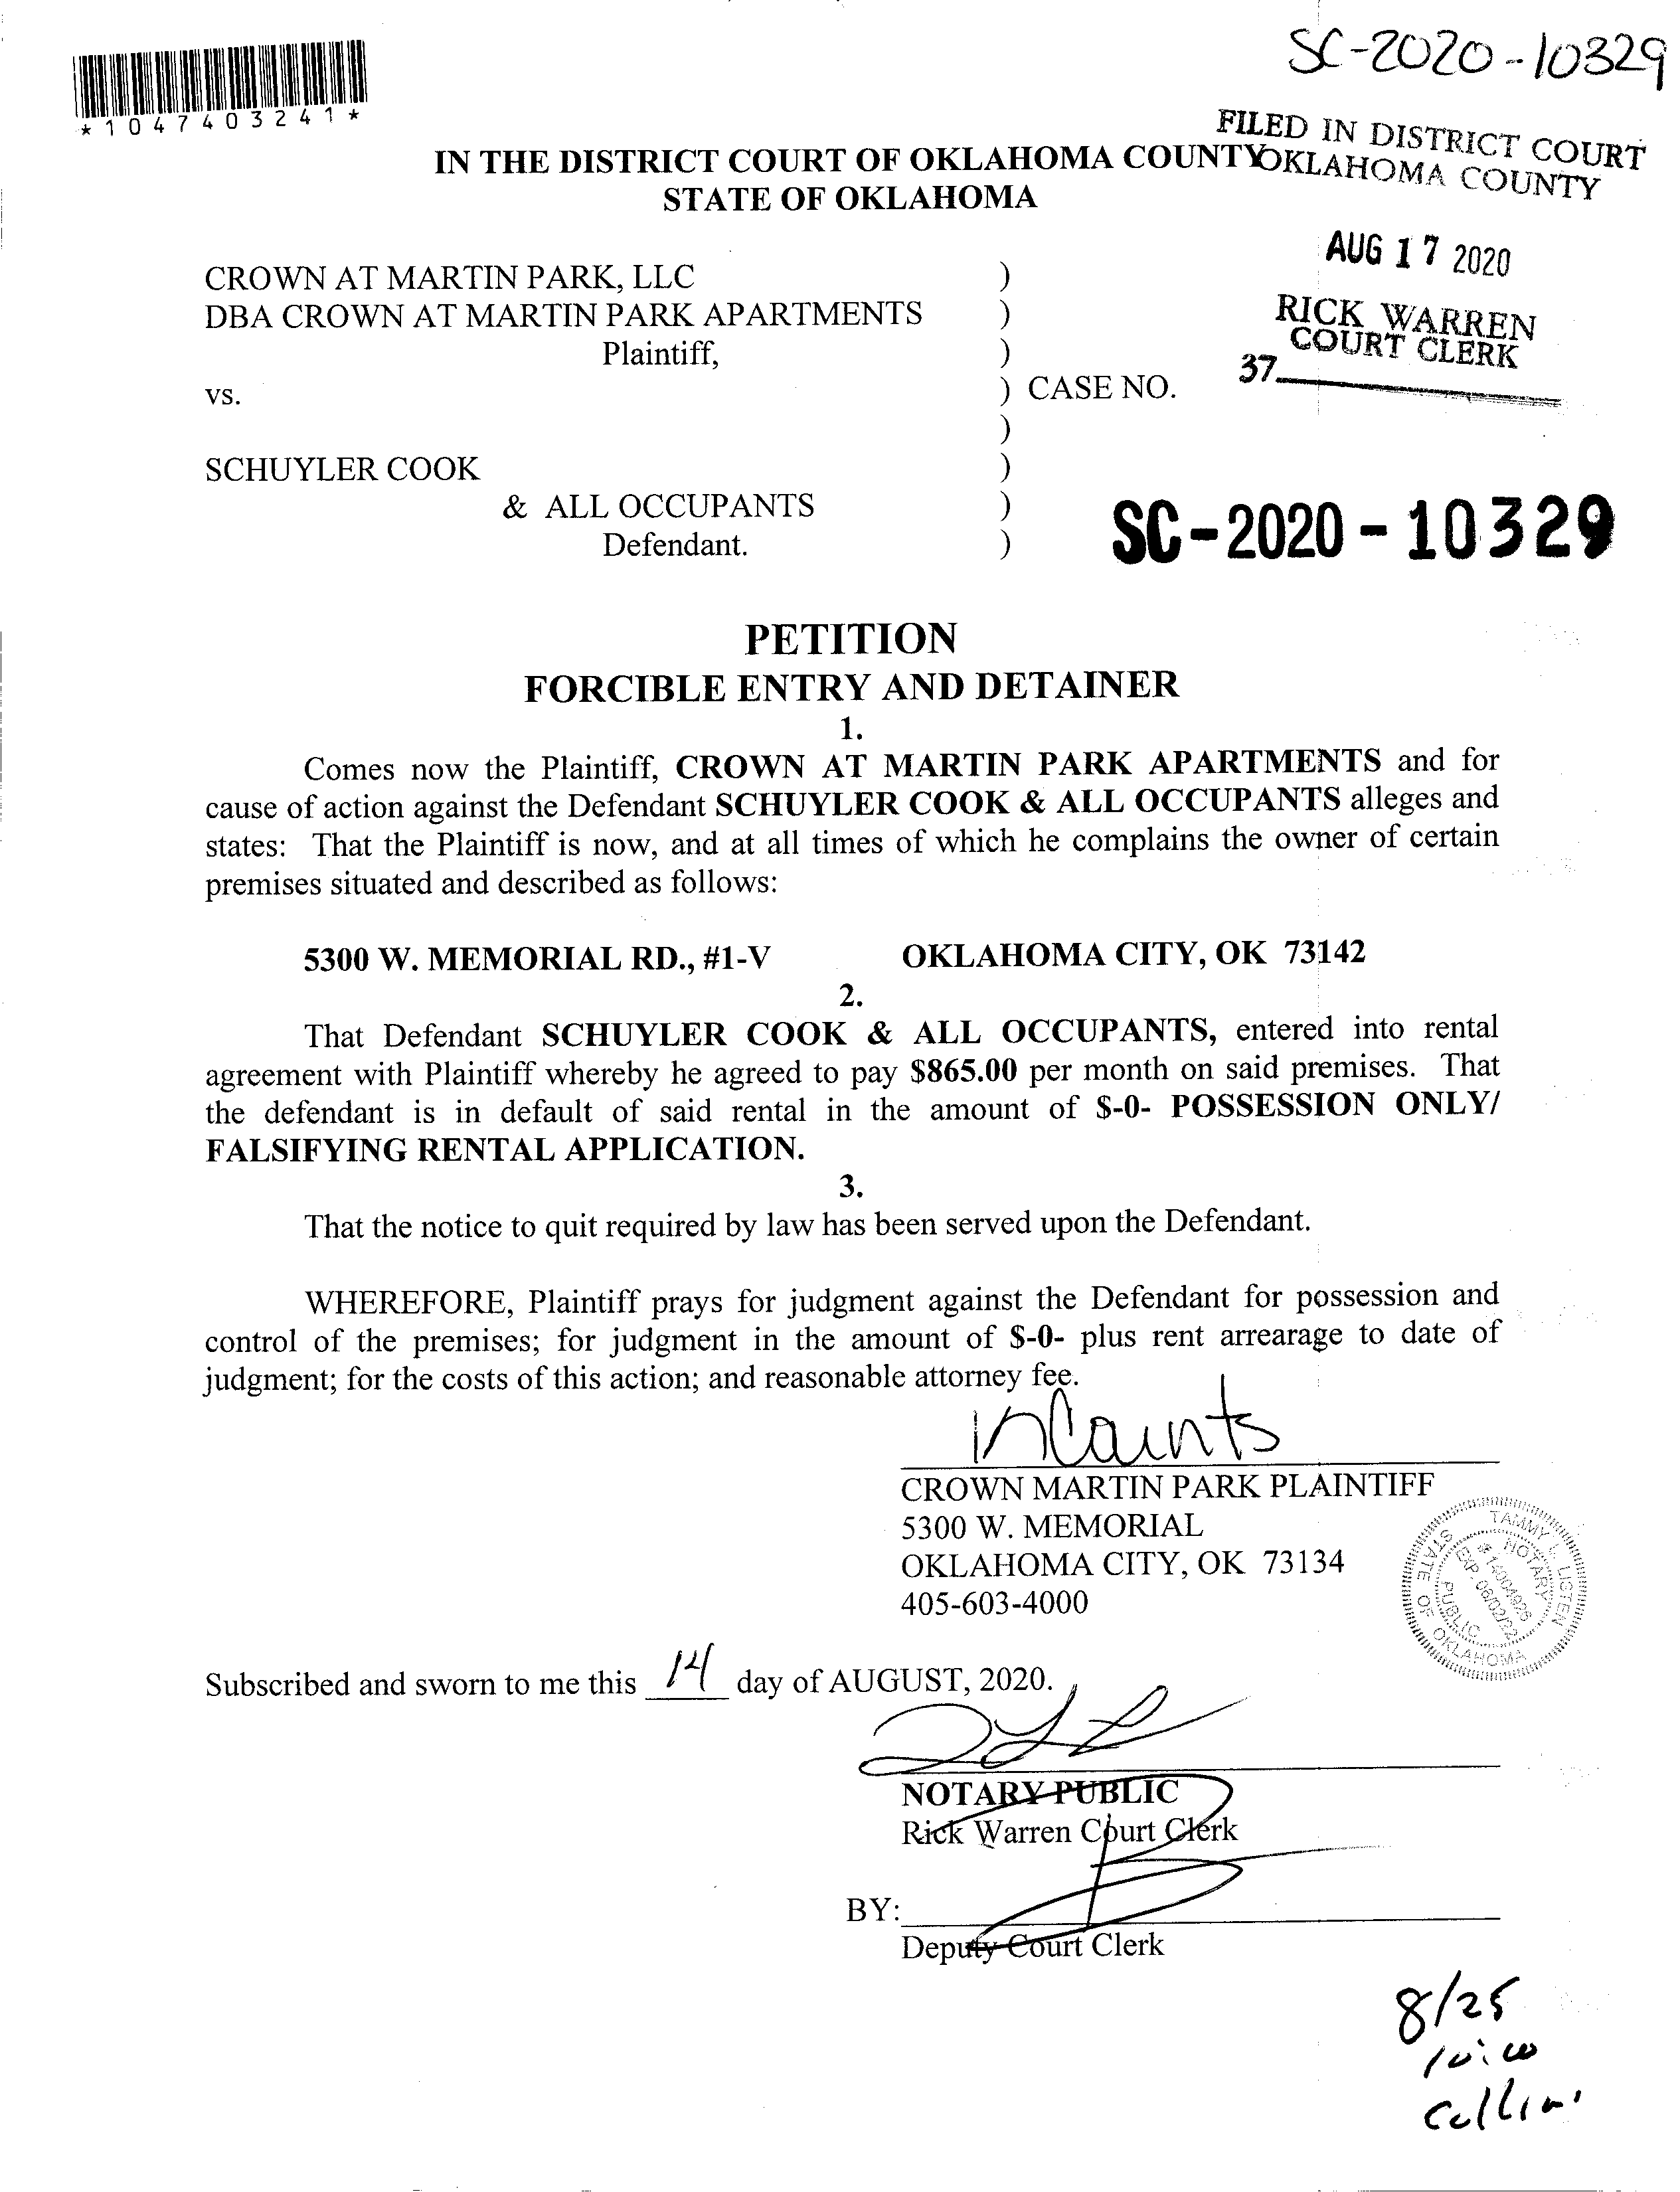 SC-2020-10329
*1047403241*
FILED IN DISTRICT COURT
OKLAHOMA COUNTY
IN THE DISTRICT COURT OF OKLAHOMA COUNTY
STATE OF OKLAHOMA
AUG 17 2020
RICK WARREN
COURT CLERK
37
CROWN AT MARTIN PARK, LLC )
DBA CROWN AT MARTIN PARK APARTMENTS )
Plaintiff, )
vs. ) CASE NO.
)
SCHUYLER COOK )
& ALL OCCUPANTS )
Defendant. )
SC-2020-10329
PETITION
FORCIBLE ENTRY AND DETAINER
1.
Comes now the Plaintiff, CROWN AT MARTIN PARK APARTMENTS and for
cause of action against the Defendant SCHUYLER COOK & ALL OCCUPANTS alleges and
states: That the Plaintiff is now, and at all times of which he complains the owner of certain
premises situated and described as follows:
5300 W. MEMORIAL RD., #1-V OKLAHOMA CITY, OK 73142
2.
That Defendant SCHUYLER COOK & ALL OCCUPANTS, entered into rental
agreement with Plaintiff whereby he agreed to pay $865.00 per month on said premises. That
the defendant is in default of said rental in the amount of $-0- POSSESSION ONLY/
FALSIFYING RENTAL APPLICATION.
3.
That the notice to quit required by law has been served upon the Defendant.
WHEREFORE, Plaintiff prays for judgment against the Defendant for possession and
control of the premises; for judgment in the amount of $-0- plus rent arrearage to date of
judgment; for the costs of this action; and reasonable attorney fee.
CROWN MARTIN PARK PLAINTIFF
5300 W. MEMORIAL
OKLAHOMA CITY, OK 73134
405-603-4000
TAMMY L. LISTEN
NOTARY PUBLIC
# 14004926
EXP. 06/02/22
STATE OF OKLAHOMA
Subscribed and sworn to me this 14 day of AUGUST, 2020.
NOTARY PUBLIC
Rick Warren Court Clerk
BY:
Deputy Court Clerk
8/25
10:00